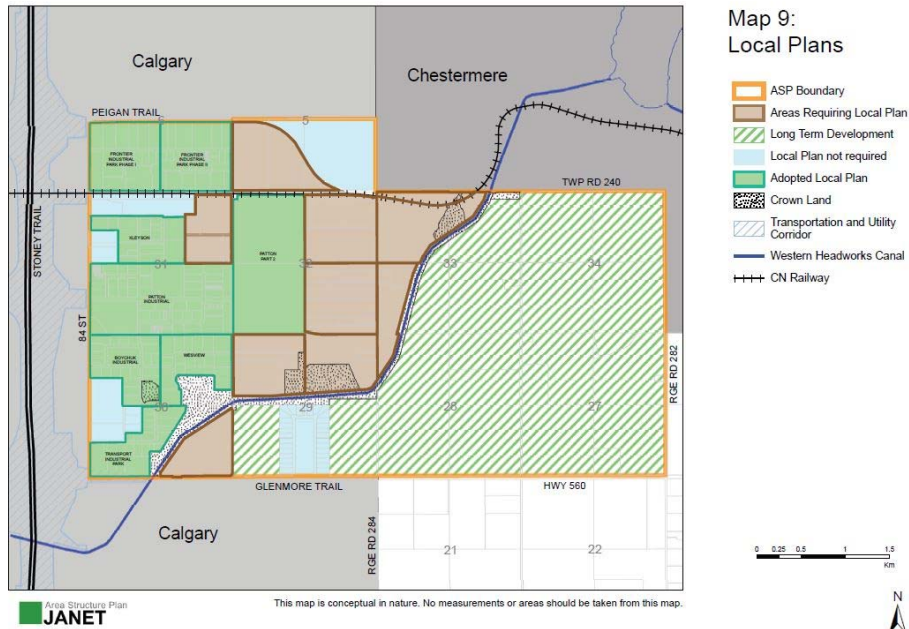 Map 9:
Local Plans
ASP Boundary
Areas Requiring Local Plan
Long Term Development
Local Plan not required
Adopted Local Plan
Crown Land
Transportation and Utility
Corridor
Western Headworks Canal
CN Railway
Calgary
Chestermere
PEIGAN TRAIL
6
5
FRONTIER
INDUSTRIAL
PARK PHASE I
FRONTIER
INDUSTRIAL
PARK PHASE II
TWP RD 240
STONEY TRAIL
84 ST
KLEYSEN
31
PATTON
PART 2
32
33
34
PATTON
INDUSTRIAL
BOYCHUK
INDUSTRIAL
WESVIEW
RGE RD 282
30
29
28
27
TRANSPORT
INDUSTRIAL
PARK
GLENMORE TRAIL
HWY 560
Calgary
RGE RD 284
21
22
0 0.25 0.5 1 1.5
Km
N
Area Structure Plan
JANET
This map is conceptual in nature. No measurements or areas should be taken from this map.